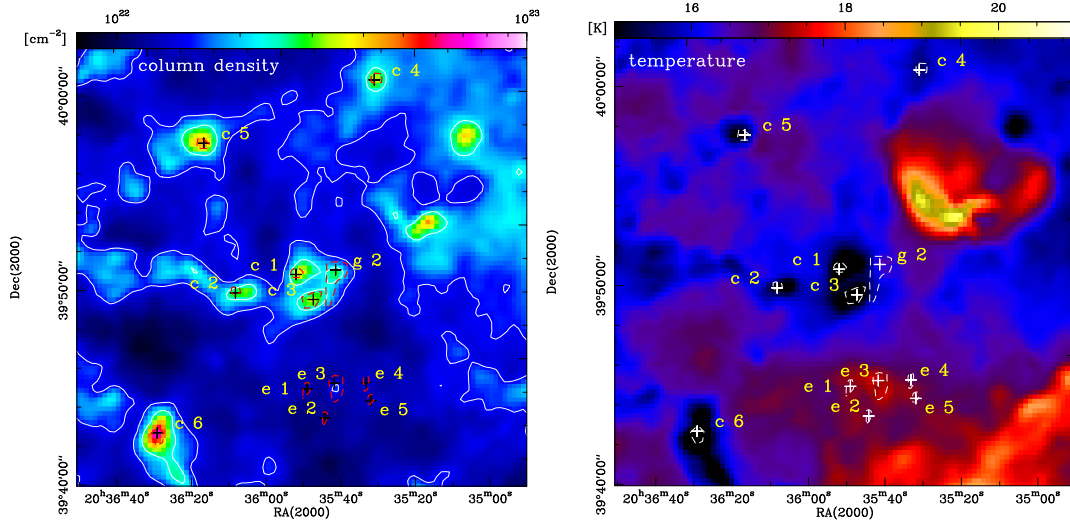 10²² 10²³
[cm⁻²]
column density
c 4
c 5
c 1
g 2
c 2 c 3
e 3 e 4
e 1
e 2 e 5
c 6
40°00′00″
39°50′00″
39°40′00″
Dec(2000)
20ʰ36ᵐ40ˢ 36ᵐ20ˢ 36ᵐ00ˢ 35ᵐ40ˢ 35ᵐ20ˢ 35ᵐ00ˢ
RA(2000)
16 18 20
[K]
temperature
c 4
c 5
c 1 g 2
c 2 c 3
e 3 e 4
e 1
e 2 e 5
c 6
40°00′00″
39°50′00″
39°40′00″
Dec(2000)
20ʰ36ᵐ40ˢ 36ᵐ20ˢ 36ᵐ00ˢ 35ᵐ40ˢ 35ᵐ20ˢ 35ᵐ00ˢ
RA(2000)